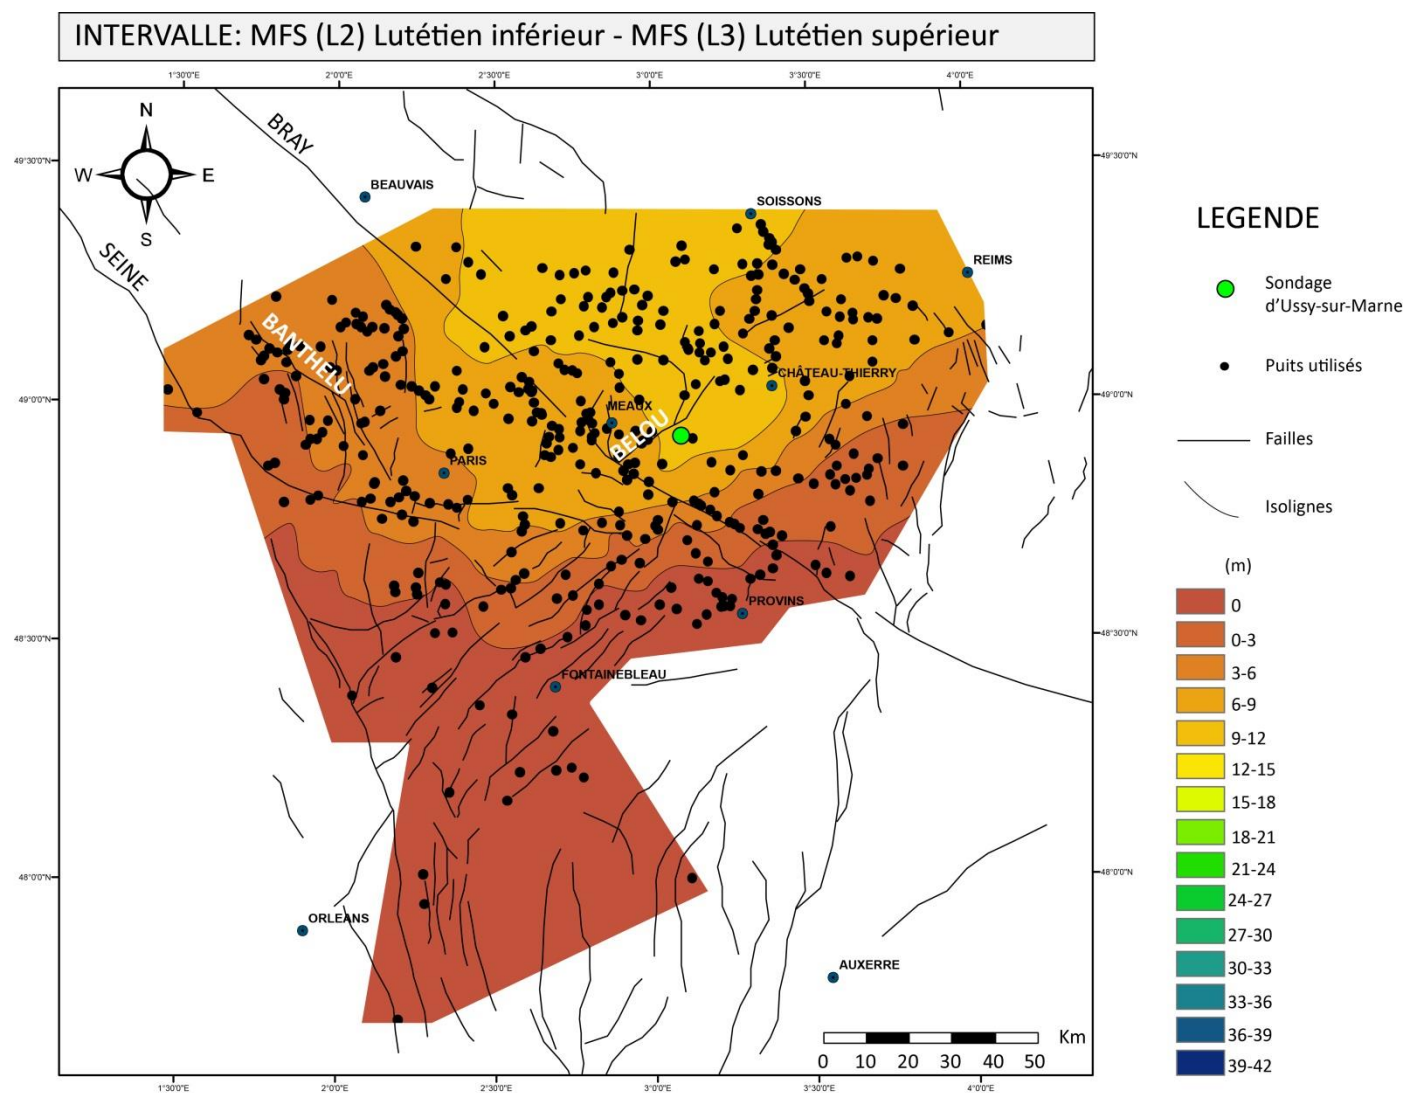 INTERVALLE: MFS (L2) Lutétien inférieur - MFS (L3) Lutétien supérieur
1°30'0"E
2°0'0"E
2°30'0"E
3°0'0"E
3°30'0"E
4°0'0"E
N
W
E
S
BRAY
SEINE
BEAUVAIS
SOISSONS
REIMS
BANTHELU
CHÂTEAU-THIERRY
MEAUX
BELOU
PARIS
PROVINS
FONTAINEBLEAU
ORLEANS
AUXERRE
49°30'0"N
49°0'0"N
48°30'0"N
48°0'0"N
49°30'0"N
49°0'0"N
48°30'0"N
48°0'0"N
Km
0 10 20 30 40 50
1°30'0"E
2°0'0"E
2°30'0"E
3°0'0"E
3°30'0"E
4°0'0"E
LEGENDE
Sondage
d'Ussy-sur-Marne
Puits utilisés
Failles
Isolignes
(m)
0
0-3
3-6
6-9
9-12
12-15
15-18
18-21
21-24
24-27
27-30
30-33
33-36
36-39
39-42